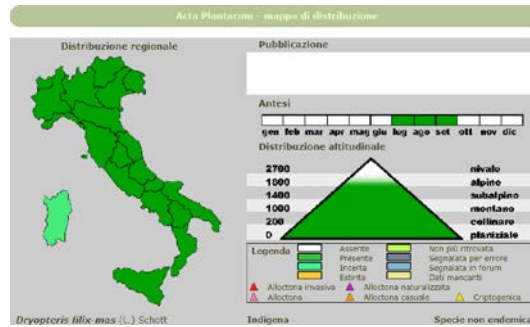 Acta Plantarum - mappa di distribuzione
Distribuzione regionale
Pubblicazione
Antesi
gen feb mar apr mag giu lug ago set ott nov dic
Distribuzione altitudinale
2700 nivale
1800 alpino
1400 subalpino
1000 montano
200 collinare
0 planiziale
Legenda
Assente Non più ritrovata
Presente Segnalata per errore
Incerta Segnalata in forum
Estinta Dati mancanti
Alloctona invasiva Alloctona naturalizzata
Alloctona Alloctona casuale Criptogenica
Dryopteris filix-mas (L.) Schott Indigena Specie non endemica